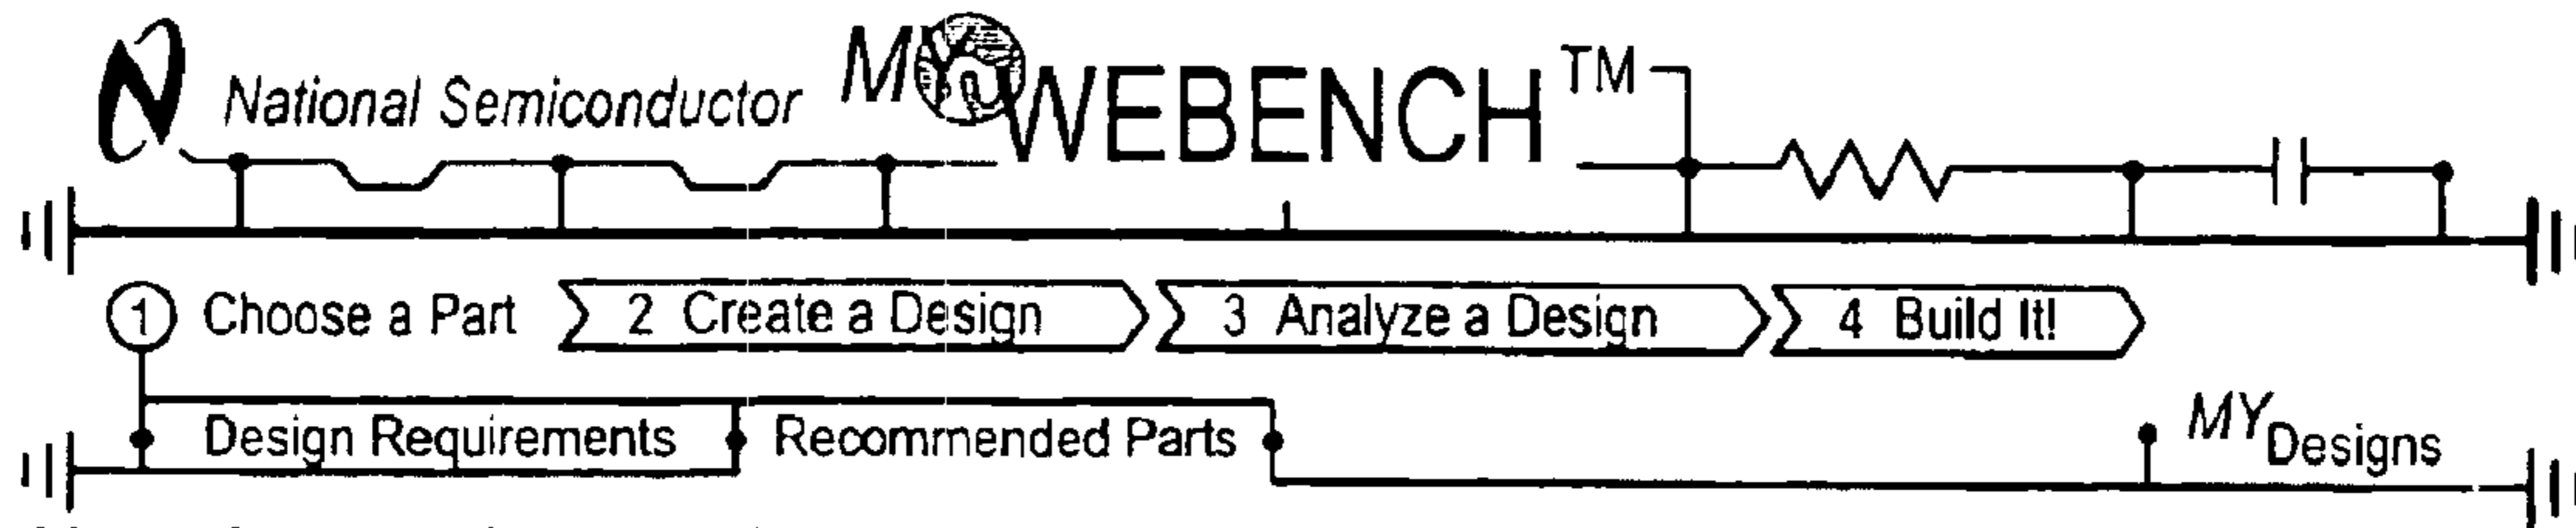 National Semiconductor MY WEBENCH™
1 Choose a Part 2 Create a Design 3 Analyze a Design 4 Build It!
Design Requirements Recommended Parts MY Designs